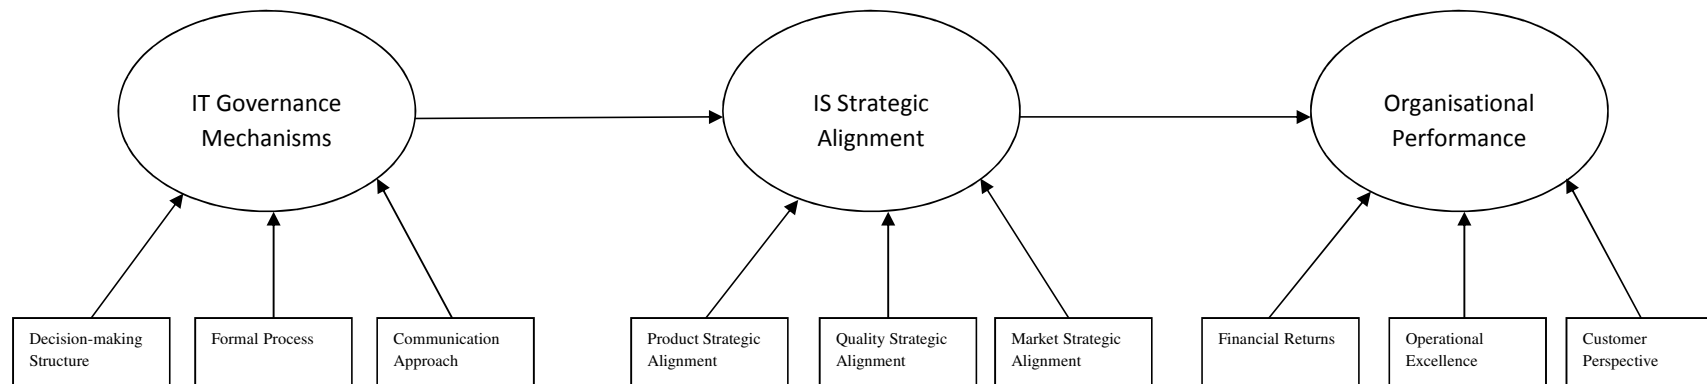 IT Governance
Mechanisms
IS Strategic
Alignment
Organisational
Performance
Decision-making
Structure
Formal Process
Communication
Approach
Product Strategic
Alignment
Quality Strategic
Alignment
Market Strategic
Alignment
Financial Returns
Operational
Excellence
Customer
Perspective